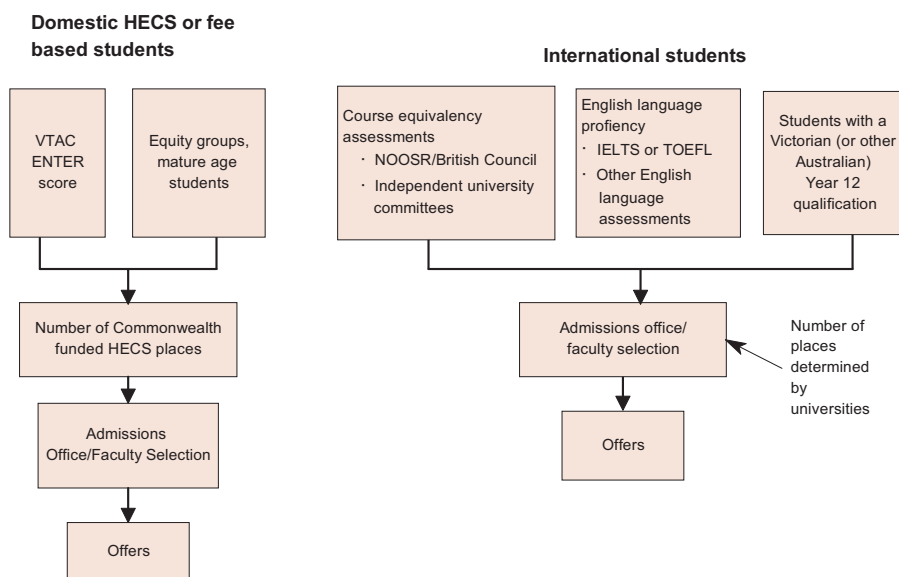 Domestic HECS or fee
based students
VTAC
ENTER
score
Equity groups,
mature age
students
Number of Commonwealth
funded HECS places
Admissions
Office/Faculty Selection
Offers
International students
Course equivalency
assessments
· NOOSR/British Council
· Independent university
committees
English language
profiency
· IELTS or TOEFL
· Other English
language
assessments
Students with a
Victorian (or other
Australian)
Year 12
qualification
Admissions office/
faculty selection
Number of
places
determined
by
universities
Offers